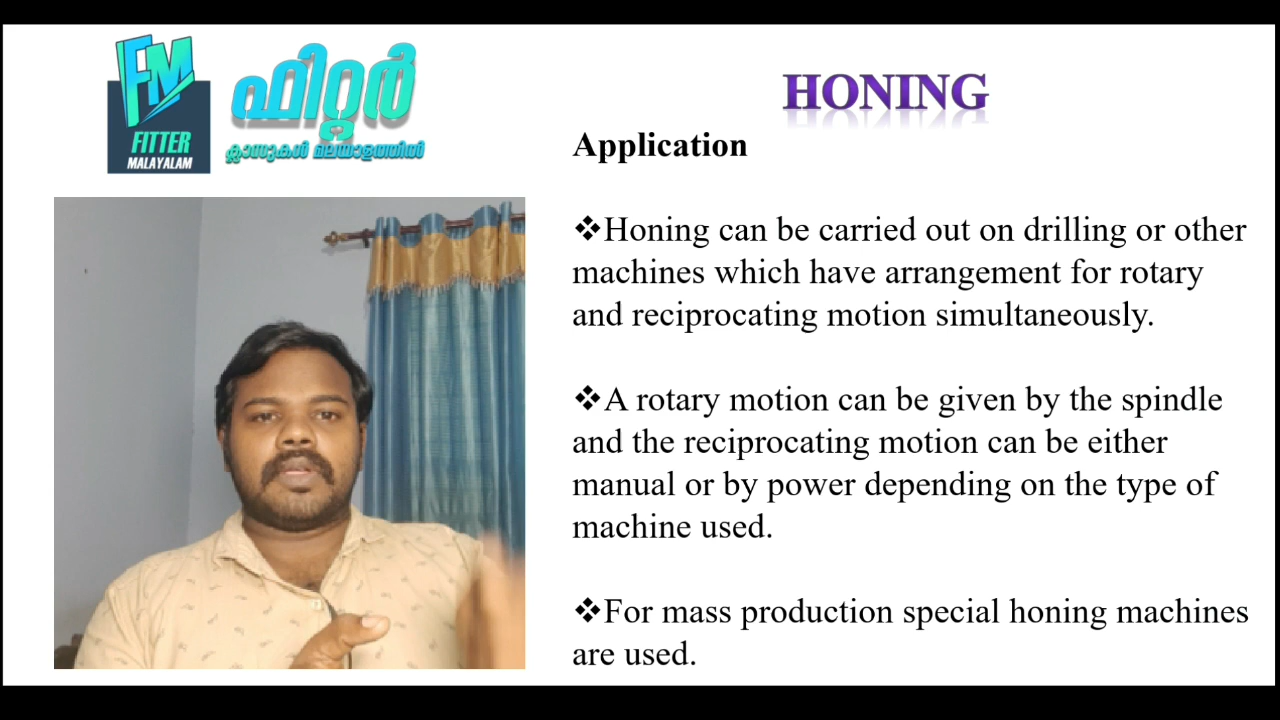 FM
FITTER
MALAYALAM
ഫിറ്റർ
ക്ലാസുകൾ മലയാളത്തിൽ
HONING
Application
❖Honing can be carried out on drilling or other
machines which have arrangement for rotary
and reciprocating motion simultaneously.
❖A rotary motion can be given by the spindle
and the reciprocating motion can be either
manual or by power depending on the type of
machine used.
❖For mass production special honing machines
are used.